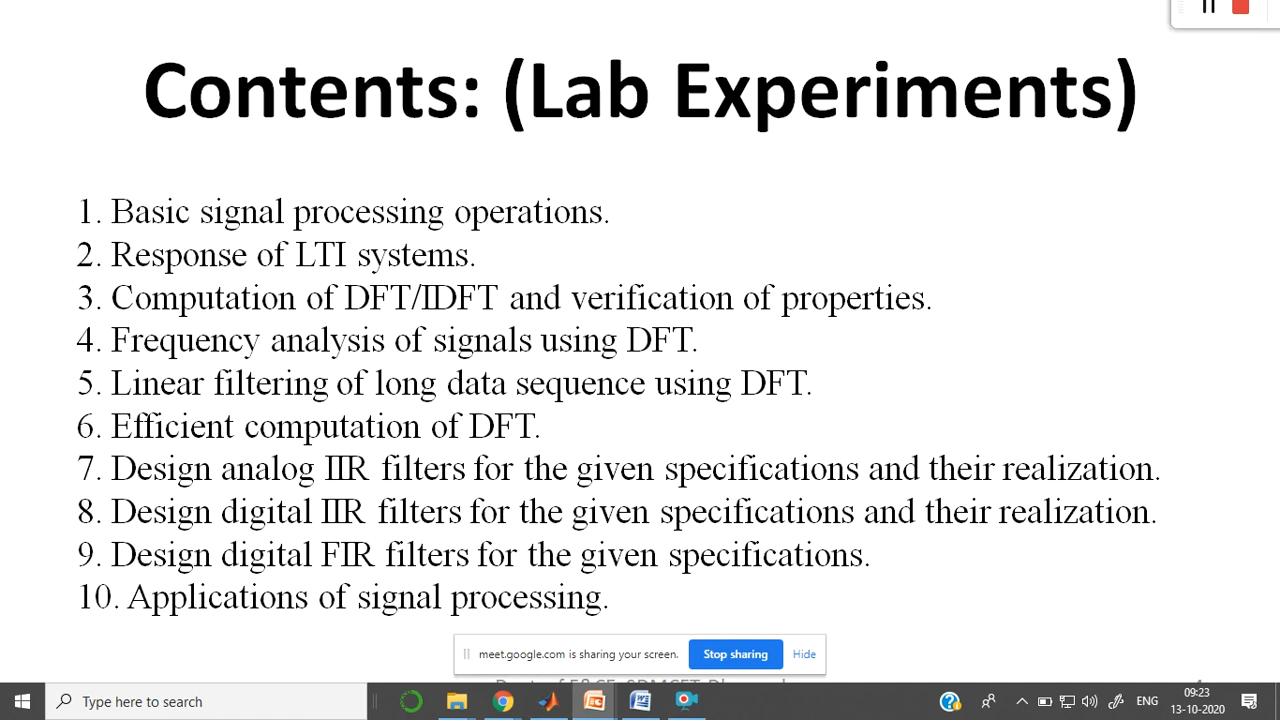 Contents: (Lab Experiments)
1. Basic signal processing operations.
2. Response of LTI systems.
3. Computation of DFT/IDFT and verification of properties.
4. Frequency analysis of signals using DFT.
5. Linear filtering of long data sequence using DFT.
6. Efficient computation of DFT.
7. Design analog IIR filters for the given specifications and their realization.
8. Design digital IIR filters for the given specifications and their realization.
9. Design digital FIR filters for the given specifications.
10. Applications of signal processing.
meet.google.com is sharing your screen. Stop sharing Hide
Type here to search
ENG
09:23
13-10-2020